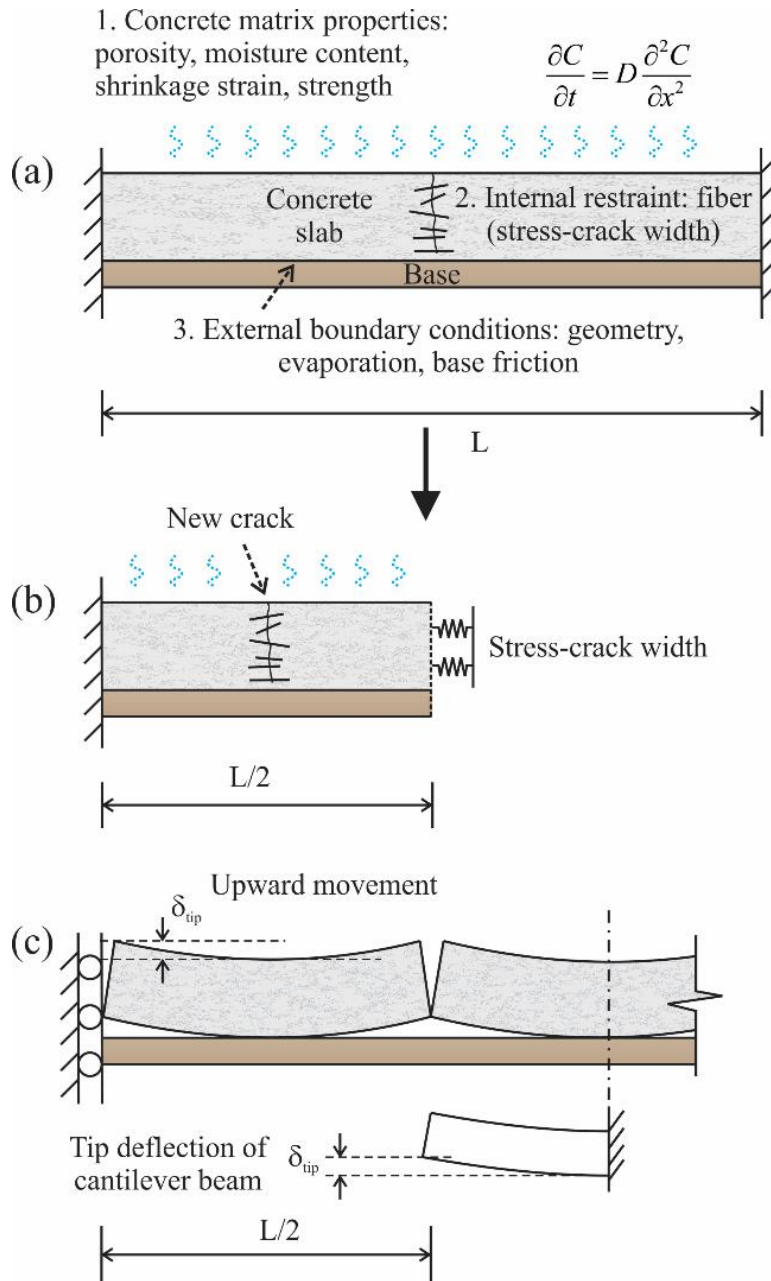 1. Concrete matrix properties:
porosity, moisture content,
shrinkage strain, strength
∂C/∂t = D ∂²C/∂x²
(a)
Concrete
slab
2. Internal restraint: fiber
(stress-crack width)
Base
3. External boundary conditions: geometry,
evaporation, base friction
L
New crack
(b)
Stress-crack width
L/2
Upward movement
δtip
(c)
Tip deflection of
cantilever beam
δtip
L/2